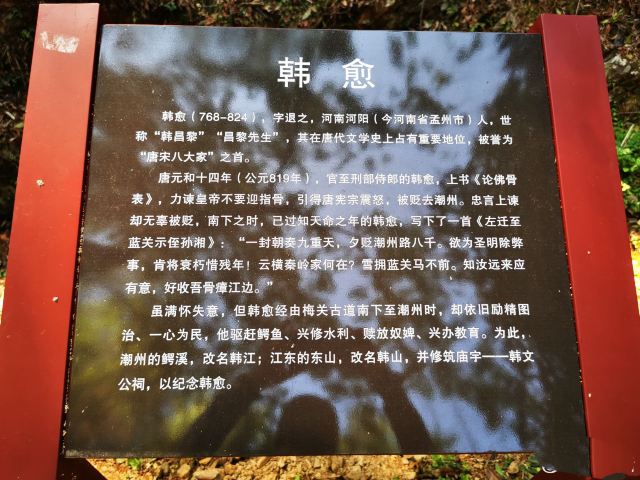 韩 愈
韩愈（768-824），字退之，河南河阳（今河南省孟州市）人，世
称“韩昌黎”“昌黎先生”，其在唐代文学史上占有重要地位，被誉为
“唐宋八大家”之首。
唐元和十四年（公元819年），官至刑部侍郎的韩愈，上书《论佛骨
表》，力谏皇帝不要迎指骨，引得唐宪宗震怒，被贬去潮州。忠言上谏
却无辜被贬，南下之时，已过知天命之年的韩愈，写下了一首《左迁至
蓝关示侄孙湘》：“一封朝奏九重天，夕贬潮州路八千。欲为圣明除弊
事，肯将衰朽惜残年！云横秦岭家何在？雪拥蓝关马不前。知汝远来应
有意，好收吾骨瘴江边。”
虽满怀失意，但韩愈经由梅关古道南下至潮州时，却依旧励精图
治、一心为民，他驱赶鳄鱼、兴修水利、赎放奴婢、兴办教育。为此，
潮州的鳄溪，改名韩江；江东的东山，改名韩山，并修筑庙宇——韩文
公祠，以纪念韩愈。